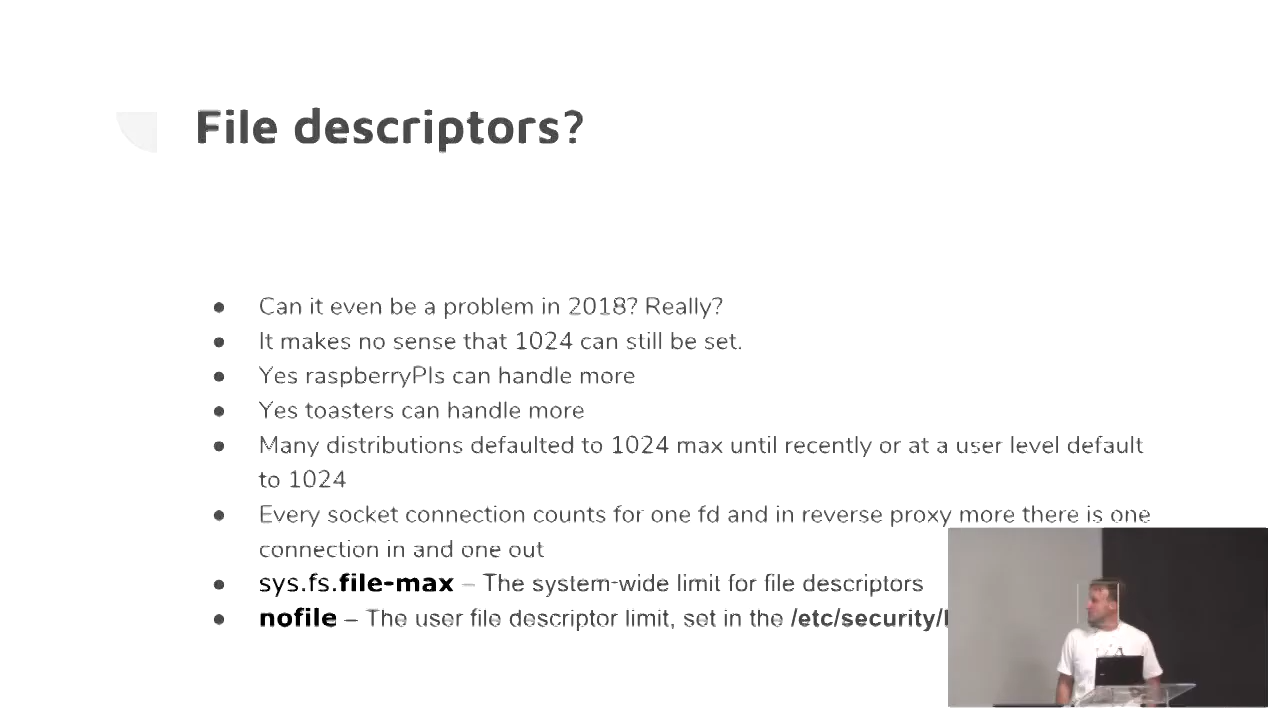 File descriptors?
● Can it even be a problem in 2018? Really?
● It makes no sense that 1024 can still be set.
● Yes raspberryPIs can handle more
● Yes toasters can handle more
● Many distributions defaulted to 1024 max until recently or at a user level default
to 1024
● Every socket connection counts for one fd and in reverse proxy more there is one
connection in and one out
● sys.fs.file-max – The system-wide limit for file descriptors
● nofile – The user file descriptor limit, set in the /etc/security/